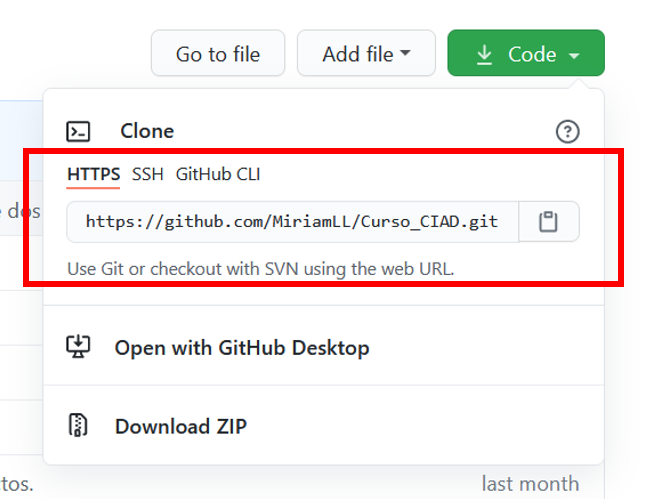 Go to file Add file Code
Clone
HTTPS SSH GitHub CLI
dos
https://github.com/MiriamLL/Curso_CIAD.git
Use Git or checkout with SVN using the web URL.
Open with GitHub Desktop
Download ZIP
tos. last month